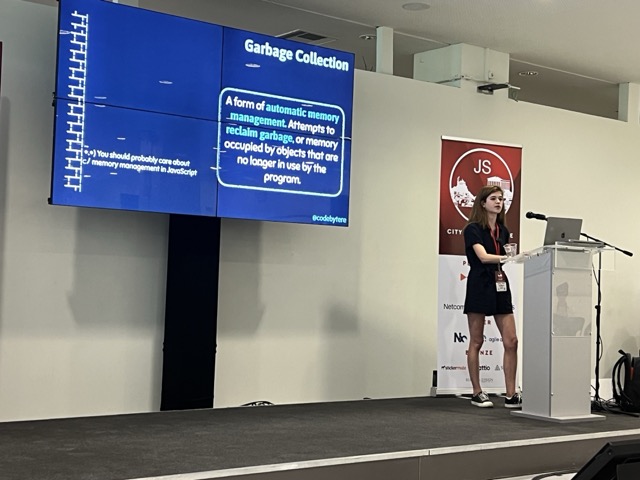 Garbage Collection
A form of automatic memory
management. Attempts to
reclaim garbage, or memory
occupied by objects that are
no longer in use by the
program.
You should probably care about
memory management in JavaScript
@codebytere
JS
CITY